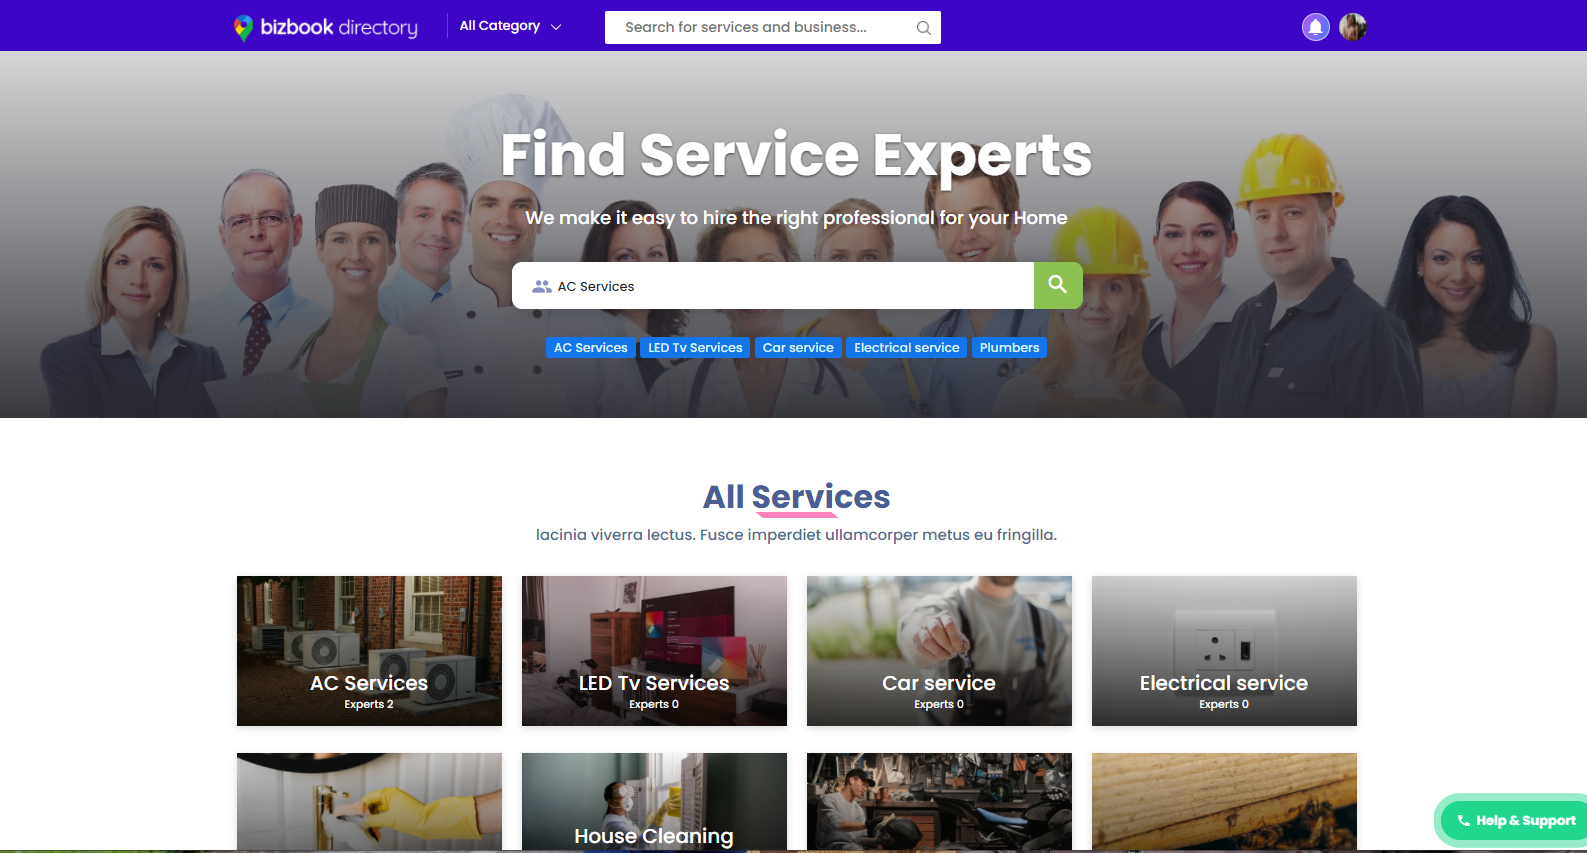 bizbook directory
All Category
Search for services and business...
Find Service Experts
We make it easy to hire the right professional for your Home
AC Services
AC Services
LED Tv Services
Car service
Electrical service
Plumbers
All Services
lacinia viverra lectus. Fusce imperdiet ullamcorper metus eu fringilla.
AC Services
Experts 2
LED Tv Services
Experts 0
Car service
Experts 0
Electrical service
Experts 0
House Cleaning
Help & Support